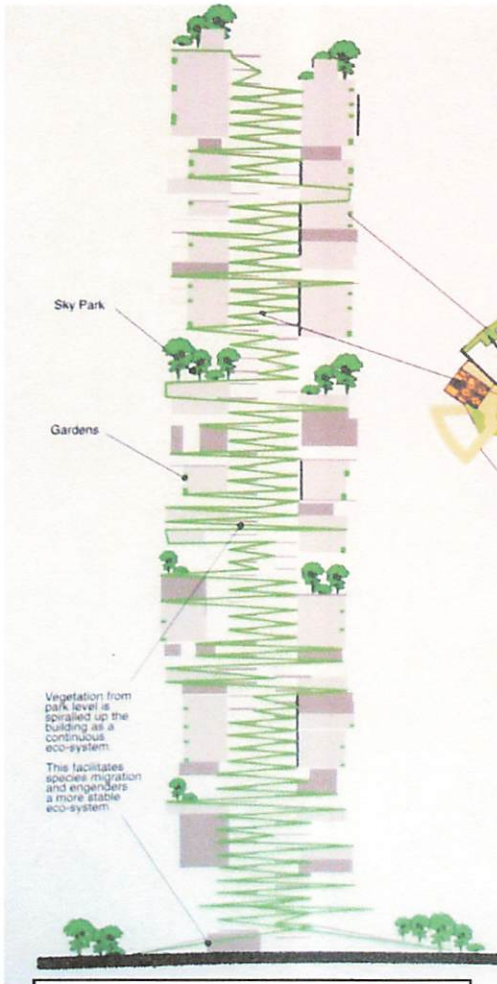 Sky Park
Gardens
Vegetation from
park level is
spiralled up the
building as a
continuous
eco-system.
This facilitates
species migration
and engenders
a more stable
eco-system